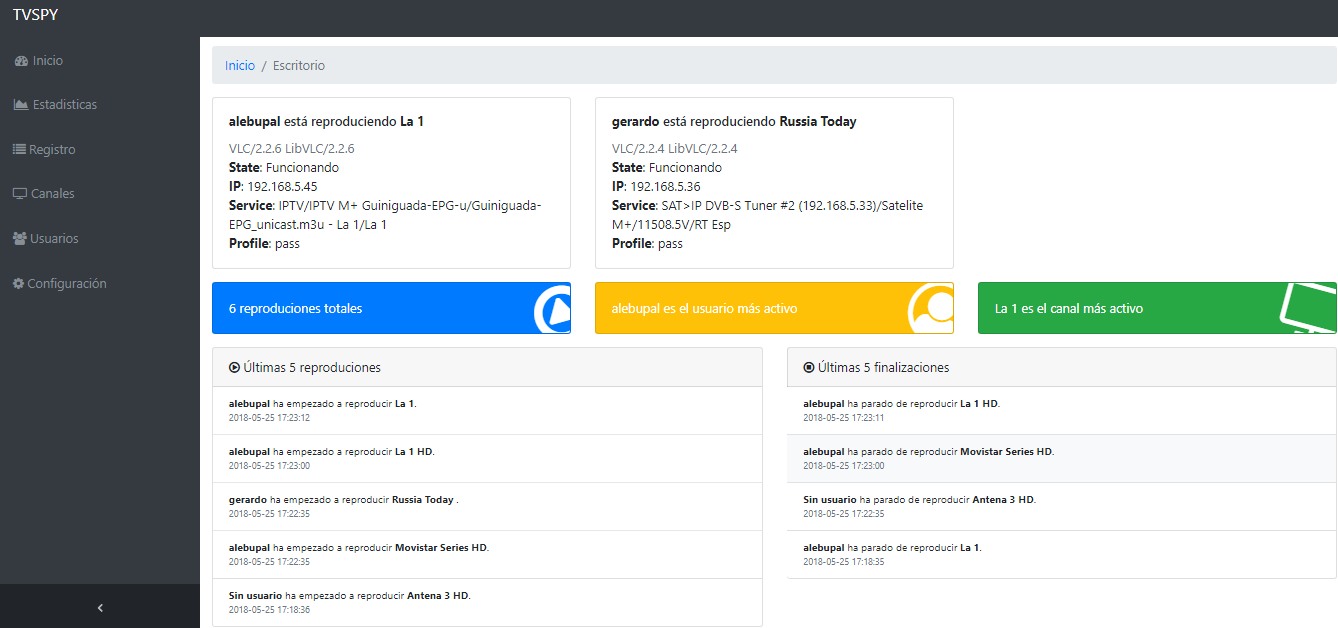 TVSPY
Inicio
Estadisticas
Registro
Canales
Usuarios
Configuración
Inicio / Escritorio
alebupal está reproduciendo La 1
VLC/2.2.6 LibVLC/2.2.6
State: Funcionando
IP: 192.168.5.45
Service: IPTV/IPTV M+ Guiniguada-EPG-u/Guiniguada-
EPG_unicast.m3u - La 1/La 1
Profile: pass
gerardo está reproduciendo Russia Today
VLC/2.2.4 LibVLC/2.2.4
State: Funcionando
IP: 192.168.5.36
Service: SAT>IP DVB-S Tuner #2 (192.168.5.33)/Satelite
M+/11508.5V/RT Esp
Profile: pass
6 reproduciones totales
alebupal es el usuario más activo
La 1 es el canal más activo
Últimas 5 reproduciones
alebupal ha empezado a reproducir La 1.
2018-05-25 17:23:12
alebupal ha empezado a reproducir La 1 HD.
2018-05-25 17:23:00
gerardo ha empezado a reproducir Russia Today .
2018-05-25 17:22:35
alebupal ha empezado a reproducir Movistar Series HD.
2018-05-25 17:22:35
Sin usuario ha empezado a reproducir Antena 3 HD.
2018-05-25 17:18:36
Últimas 5 finalizaciones
alebupal ha parado de reproducir La 1 HD.
2018-05-25 17:23:11
alebupal ha parado de reproducir Movistar Series HD.
2018-05-25 17:23:00
Sin usuario ha parado de reproducir Antena 3 HD.
2018-05-25 17:22:35
alebupal ha parado de reproducir La 1.
2018-05-25 17:18:35